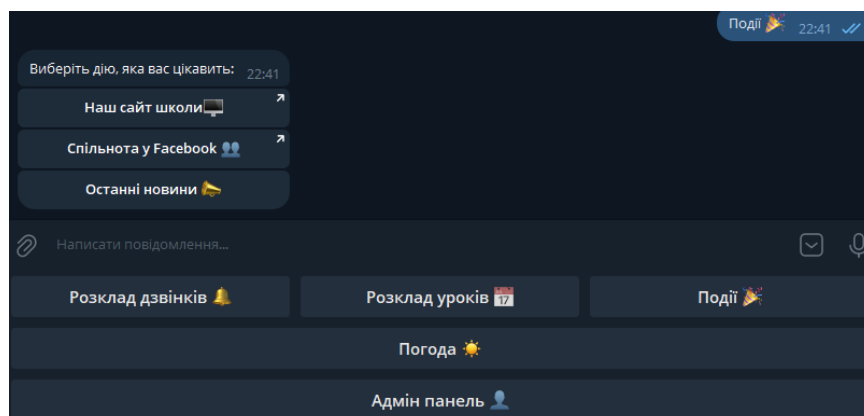 Події 🎉 22:41
Виберіть дію, яка вас цікавить: 22:41
Наш сайт школи🖥️
Спільнота у Facebook 👥
Останні новини 📣
Написати повідомлення...
Розклад дзвінків 🔔 Розклад уроків 📅 Події 🎉
Погода ☀️
Адмін панель 👤